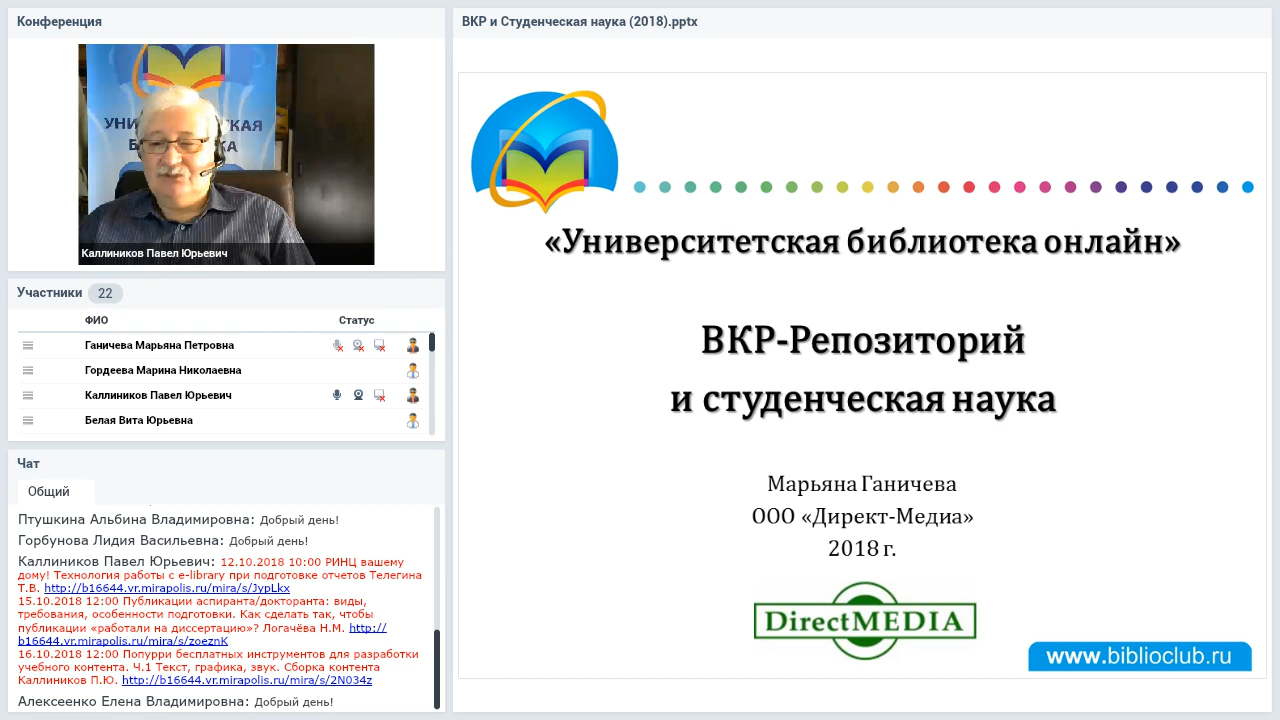 Конференция
УНИ
КАЯ
Б
КА
Каллиников Павел Юрьевич
Участники 22
ФИО Статус
Ганичева Марьяна Петровна
Гордеева Марина Николаевна
Каллиников Павел Юрьевич
Белая Вита Юрьевна
Чат
Общий
Птушкина Альбина Владимировна: Добрый день!
Горбунова Лидия Васильевна: Добрый день!
Каллиников Павел Юрьевич: 12.10.2018 10:00 РИНЦ вашему
дому! Технология работы с e-library при подготовке отчетов Телегина
Т.В. http://b16644.vr.mirapolis.ru/mira/s/JypLkx
15.10.2018 12:00 Публикации аспиранта/докторанта: виды,
требования, особенности подготовки. Как сделать так, чтобы
публикации «работали на диссертацию»? Логачёва Н.М. http://
b16644.vr.mirapolis.ru/mira/s/zoeznK
16.10.2018 12:00 Попурри бесплатных инструментов для разработки
учебного контента. Ч.1 Текст, графика, звук. Сборка контента
Каллиников П.Ю. http://b16644.vr.mirapolis.ru/mira/s/2N034z
Алексеенко Елена Владимировна: Добрый день!
ВКР и Студенческая наука (2018).pptx
«Университетская библиотека онлайн»
ВКР-Репозиторий
и студенческая наука
Марьяна Ганичева
ООО «Директ-Медиа»
2018 г.
DirectMEDIA
www.biblioclub.ru